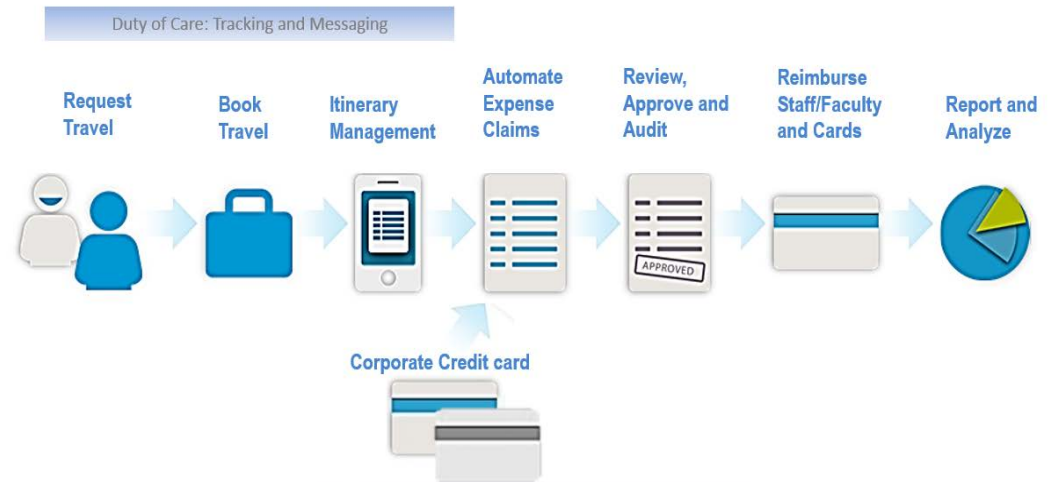 Duty of Care: Tracking and Messaging
Request
Travel
Book
Travel
Itinerary
Management
Automate
Expense
Claims
Review,
Approve and
Audit
Reimburse
Staff/Faculty
and Cards
Report and
Analyze
APPROVED
Corporate Credit card